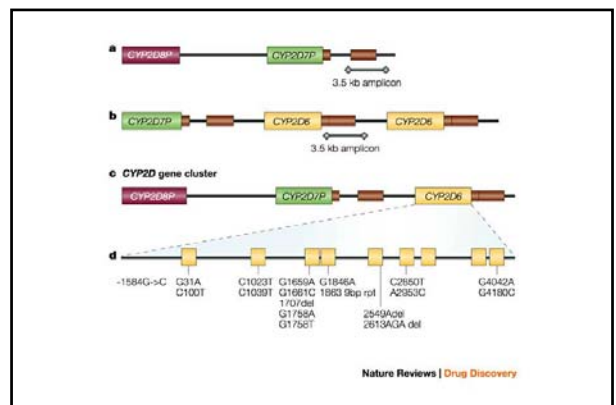 a
CYP2D8P
CYP2D7P
3.5 kb amplicon
b
CYP2D7P
CYP2D6
CYP2D6
3.5 kb amplicon
c CYP2D gene cluster
CYP2D8P
CYP2D7P
CYP2D6
d
-1584G->C
G31A
C100T
C1023T
C1039T
G1659A
G1661C
1707del
G1758A
G1758T
G1846A
1863 9bp rpt
2549Adel
2613AGA del
C2850T
A2953C
G4042A
G4180C
Nature Reviews | Drug Discovery